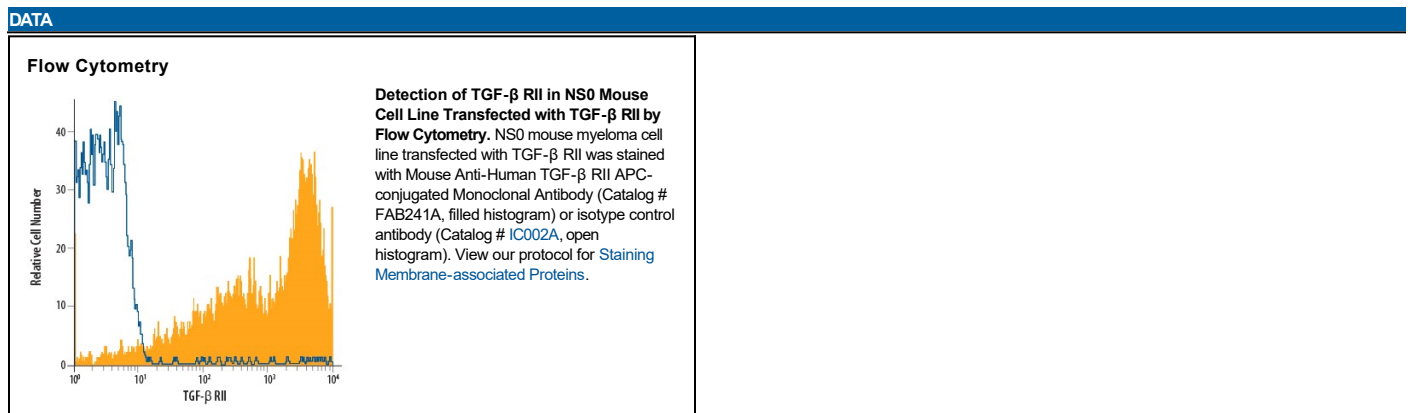 DATA
Flow Cytometry
Detection of TGF-β RII in NS0 Mouse
Cell Line Transfected with TGF-β RII by
Flow Cytometry. NS0 mouse myeloma cell
line transfected with TGF-β RII was stained
with Mouse Anti-Human TGF-β RII APC-
conjugated Monoclonal Antibody (Catalog #
FAB241A, filled histogram) or isotype control
antibody (Catalog # IC002A, open
histogram). View our protocol for Staining
Membrane-associated Proteins.
Relative Cell Number
40
30
20
10
0
10⁰ 10¹ 10² 10³ 10⁴
TGF-β RII